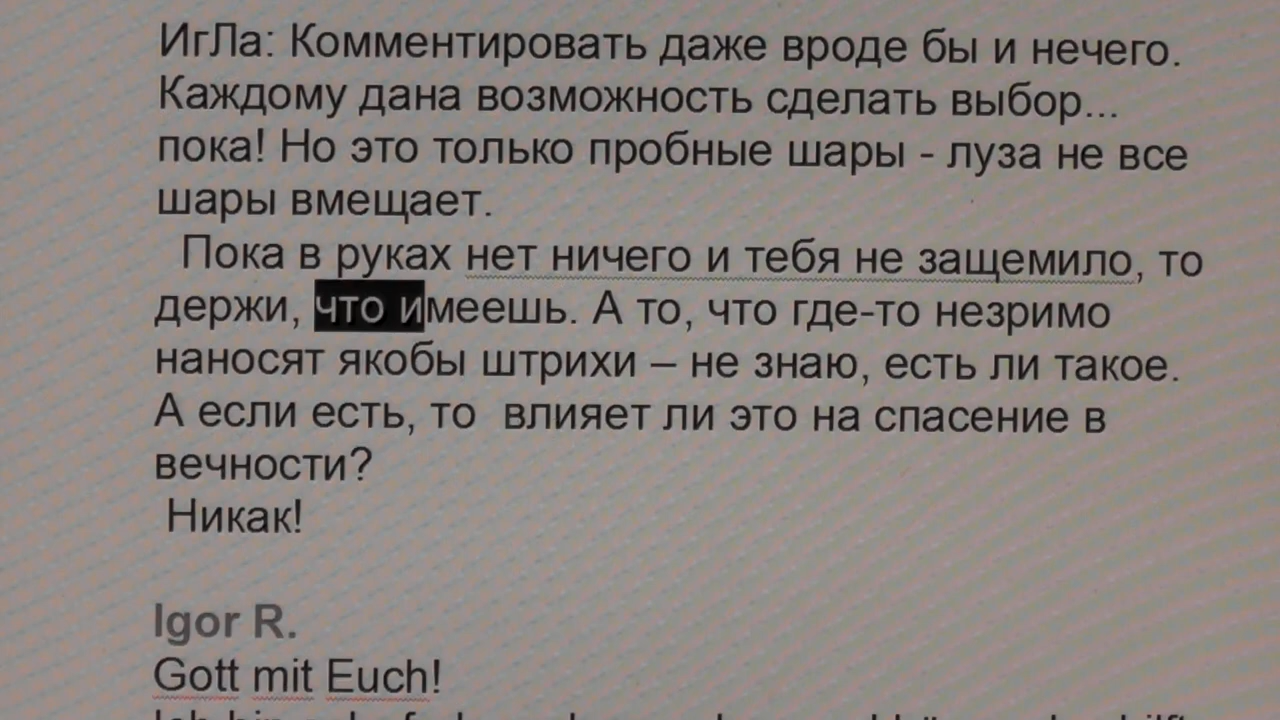 ИгЛа: Комментировать даже вроде бы и нечего.
Каждому дана возможность сделать выбор...
пока! Но это только пробные шары - луза не все
шары вмещает.
Пока в руках нет ничего и тебя не защемило, то
держи, что имеешь. А то, что где-то незримо
наносят якобы штрихи – не знаю, есть ли такое.
А если есть, то влияет ли это на спасение в
вечности?
Никак!
Igor R.
Gott mit Euch!
Ich bin